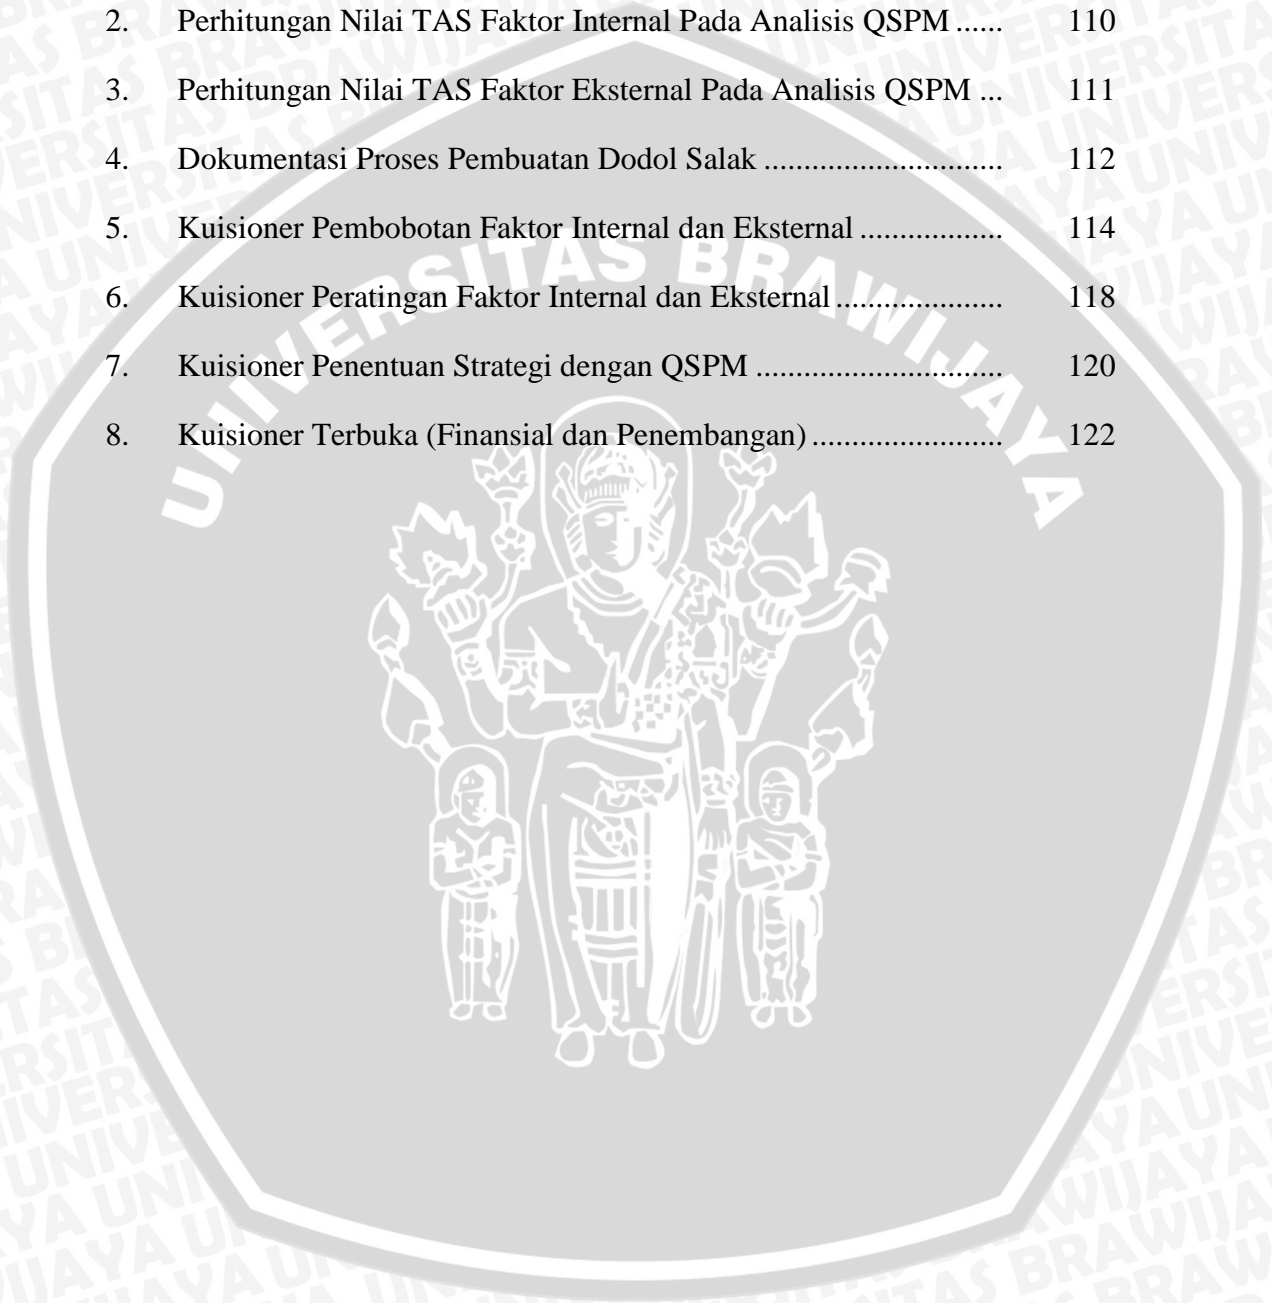 2. Perhitungan Nilai TAS Faktor Internal Pada Analisis QSPM ...... 110
3. Perhitungan Nilai TAS Faktor Eksternal Pada Analisis QSPM ... 111
4. Dokumentasi Proses Pembuatan Dodol Salak ............................ 112
5. Kuisioner Pembobotan Faktor Internal dan Eksternal .................. 114
6. Kuisioner Peratingan Faktor Internal dan Eksternal ..................... 118
7. Kuisioner Penentuan Strategi dengan QSPM ............................. 120
8. Kuisioner Terbuka (Finansial dan Penembangan) ........................ 122
UNIVERSITAS BRAWIJAYA